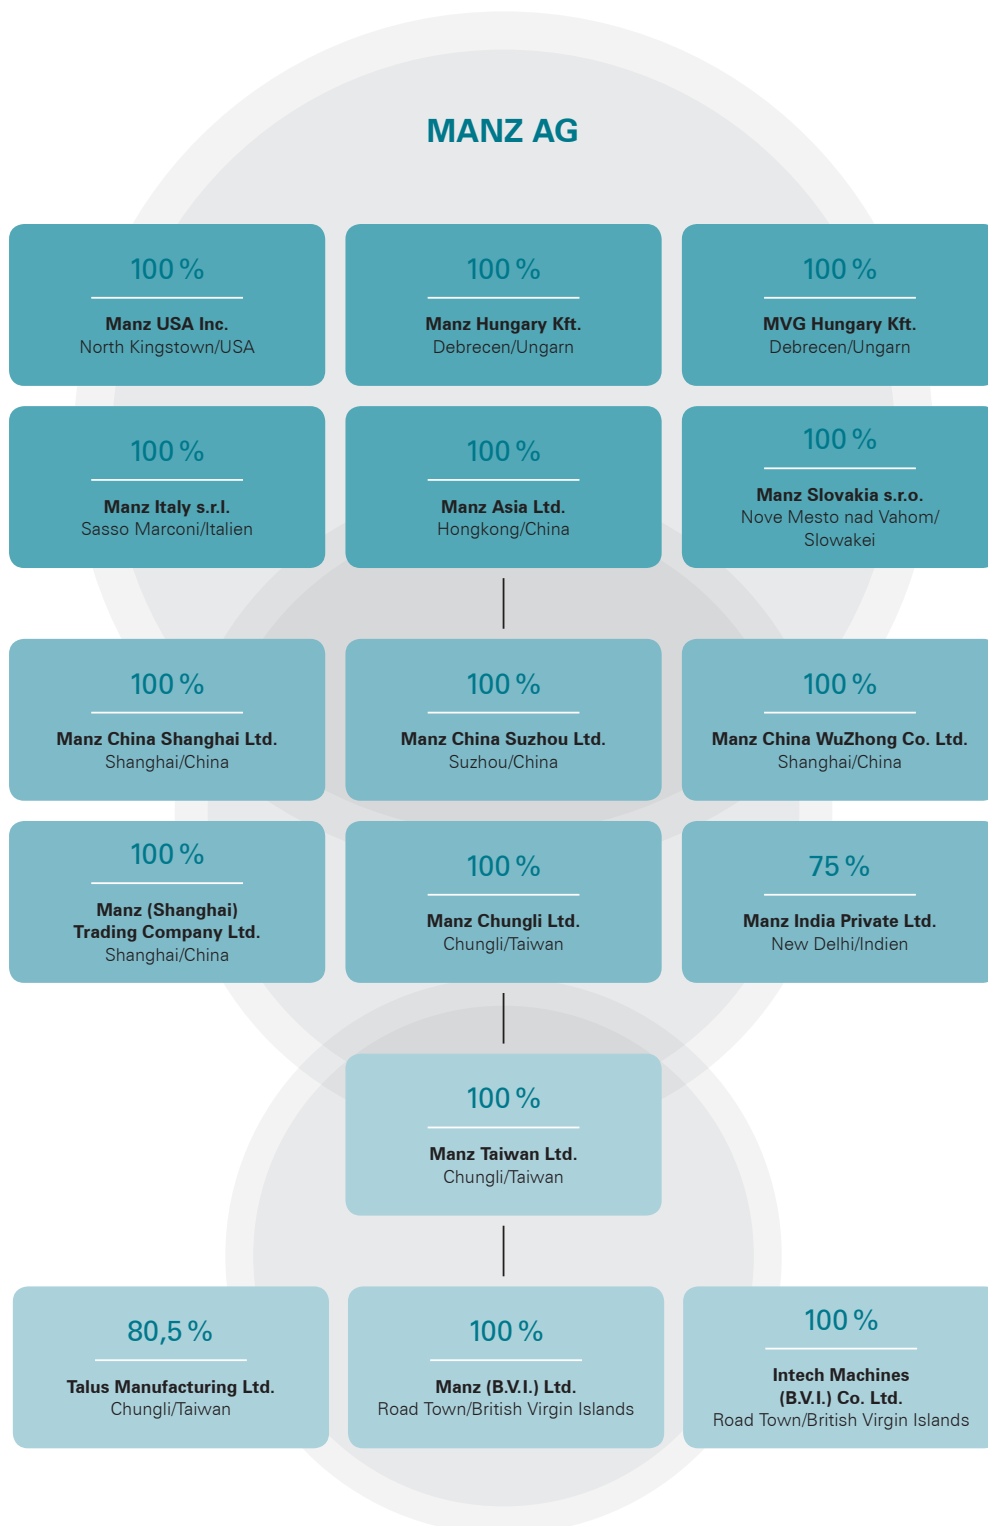 MANZ AG
100 %
Manz USA Inc.
North Kingstown/USA
100 %
Manz Hungary Kft.
Debrecen/Ungarn
100 %
MVG Hungary Kft.
Debrecen/Ungarn
100 %
Manz Italy s.r.l.
Sasso Marconi/Italien
100 %
Manz Asia Ltd.
Hongkong/China
100 %
Manz Slovakia s.r.o.
Nove Mesto nad Vahom/
Slowakei
100 %
Manz China Shanghai Ltd.
Shanghai/China
100 %
Manz China Suzhou Ltd.
Suzhou/China
100 %
Manz China WuZhong Co. Ltd.
Shanghai/China
100 %
Manz (Shanghai)
Trading Company Ltd.
Shanghai/China
100 %
Manz Chungli Ltd.
Chungli/Taiwan
75 %
Manz India Private Ltd.
New Delhi/Indien
100 %
Manz Taiwan Ltd.
Chungli/Taiwan
80,5 %
Talus Manufacturing Ltd.
Chungli/Taiwan
100 %
Manz (B.V.I.) Ltd.
Road Town/British Virgin Islands
100 %
Intech Machines
(B.V.I.) Co. Ltd.
Road Town/British Virgin Islands